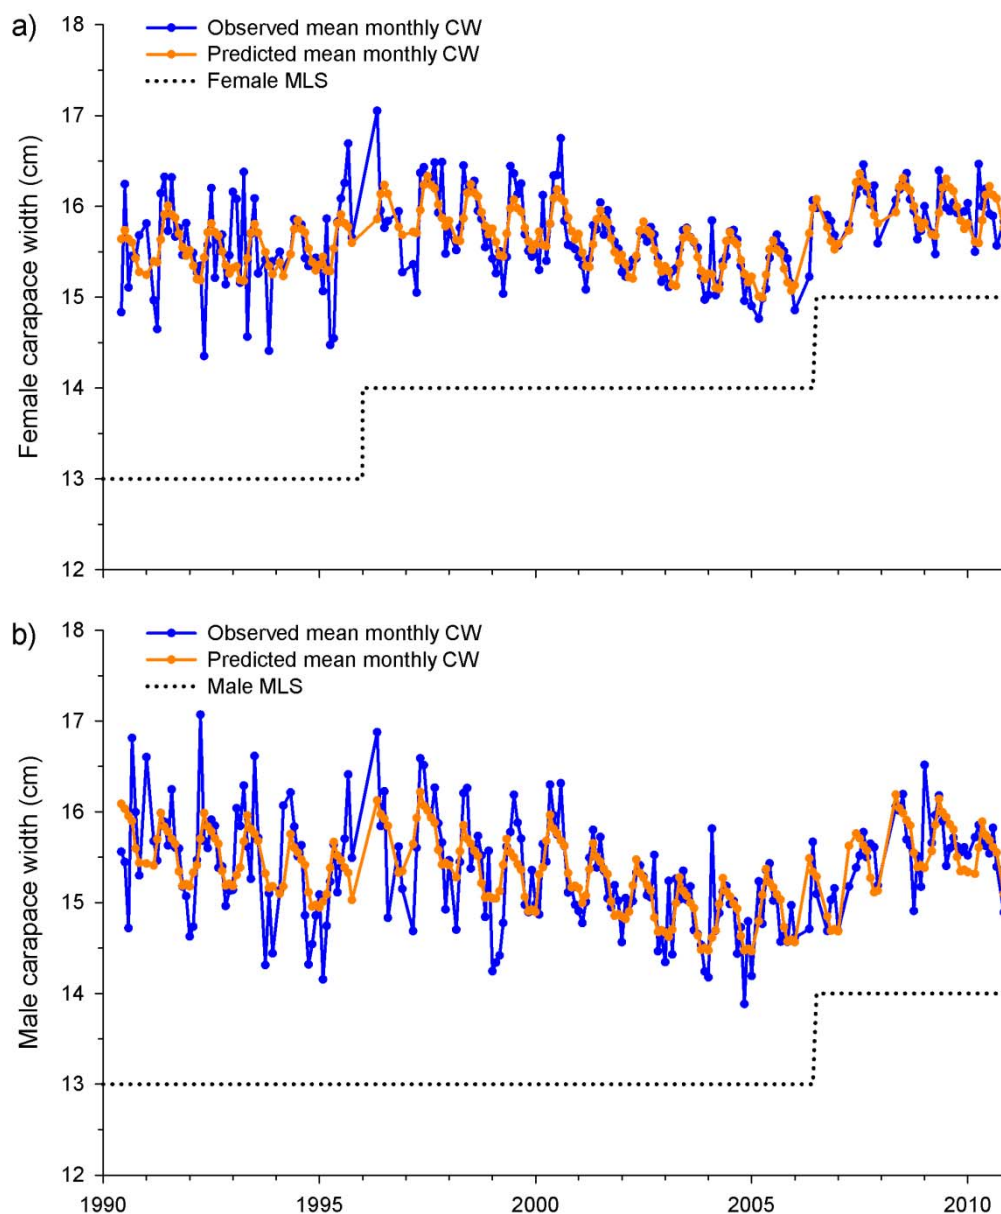 a)
18
17
16
15
14
13
12
Female carapace width (cm)
Observed mean monthly CW
Predicted mean monthly CW
Female MLS
b)
18
17
16
15
14
13
12
Male carapace width (cm)
Observed mean monthly CW
Predicted mean monthly CW
Male MLS
1990 1995 2000 2005 2010